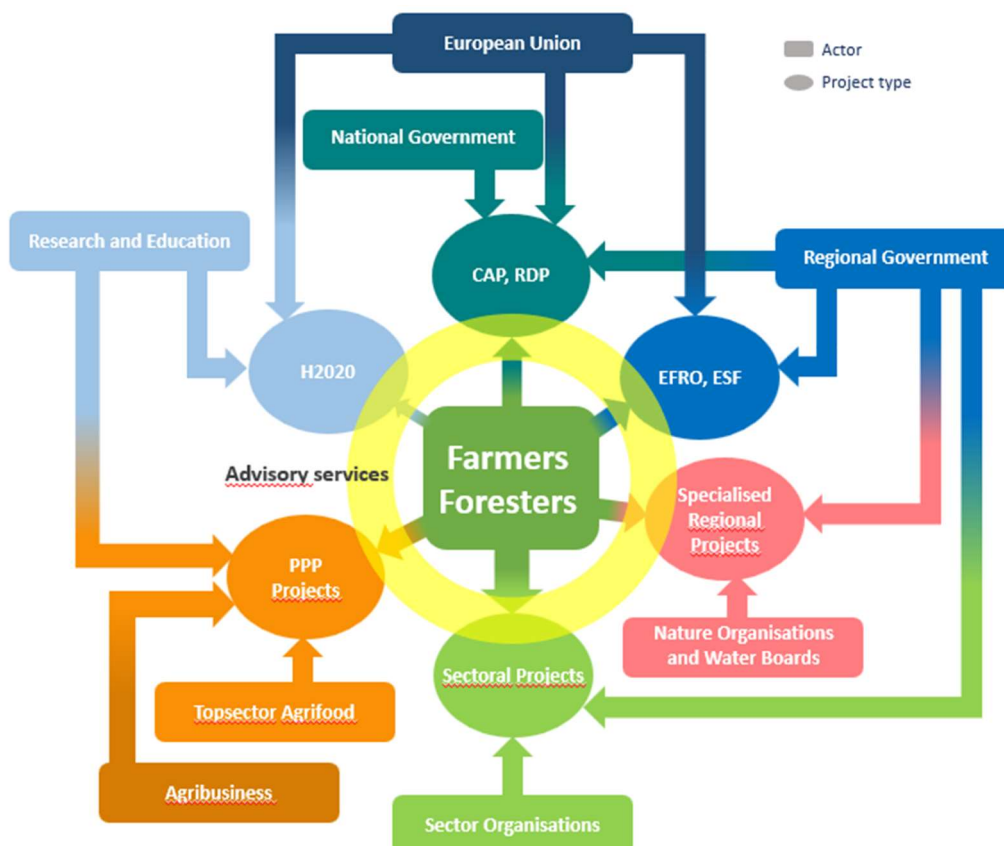 European Union
Actor
Project type
National Government
Research and Education
Regional Government
CAP, RDP
H2020
EFRO, ESF
Farmers
Foresters
Advisory services
Specialised
Regional
Projects
PPP
Projects
Nature Organisations
and Water Boards
Sectoral Projects
Topsector Agrifood
Agribusiness
Sector Organisations